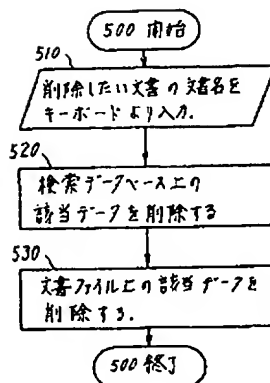 500 開始
510
削除したい文書の文書名を
キーボードより入力.
520
検索データベース上の
該当データを削除する
530
文書ファイル上の該当データを
削除する.
500 終了